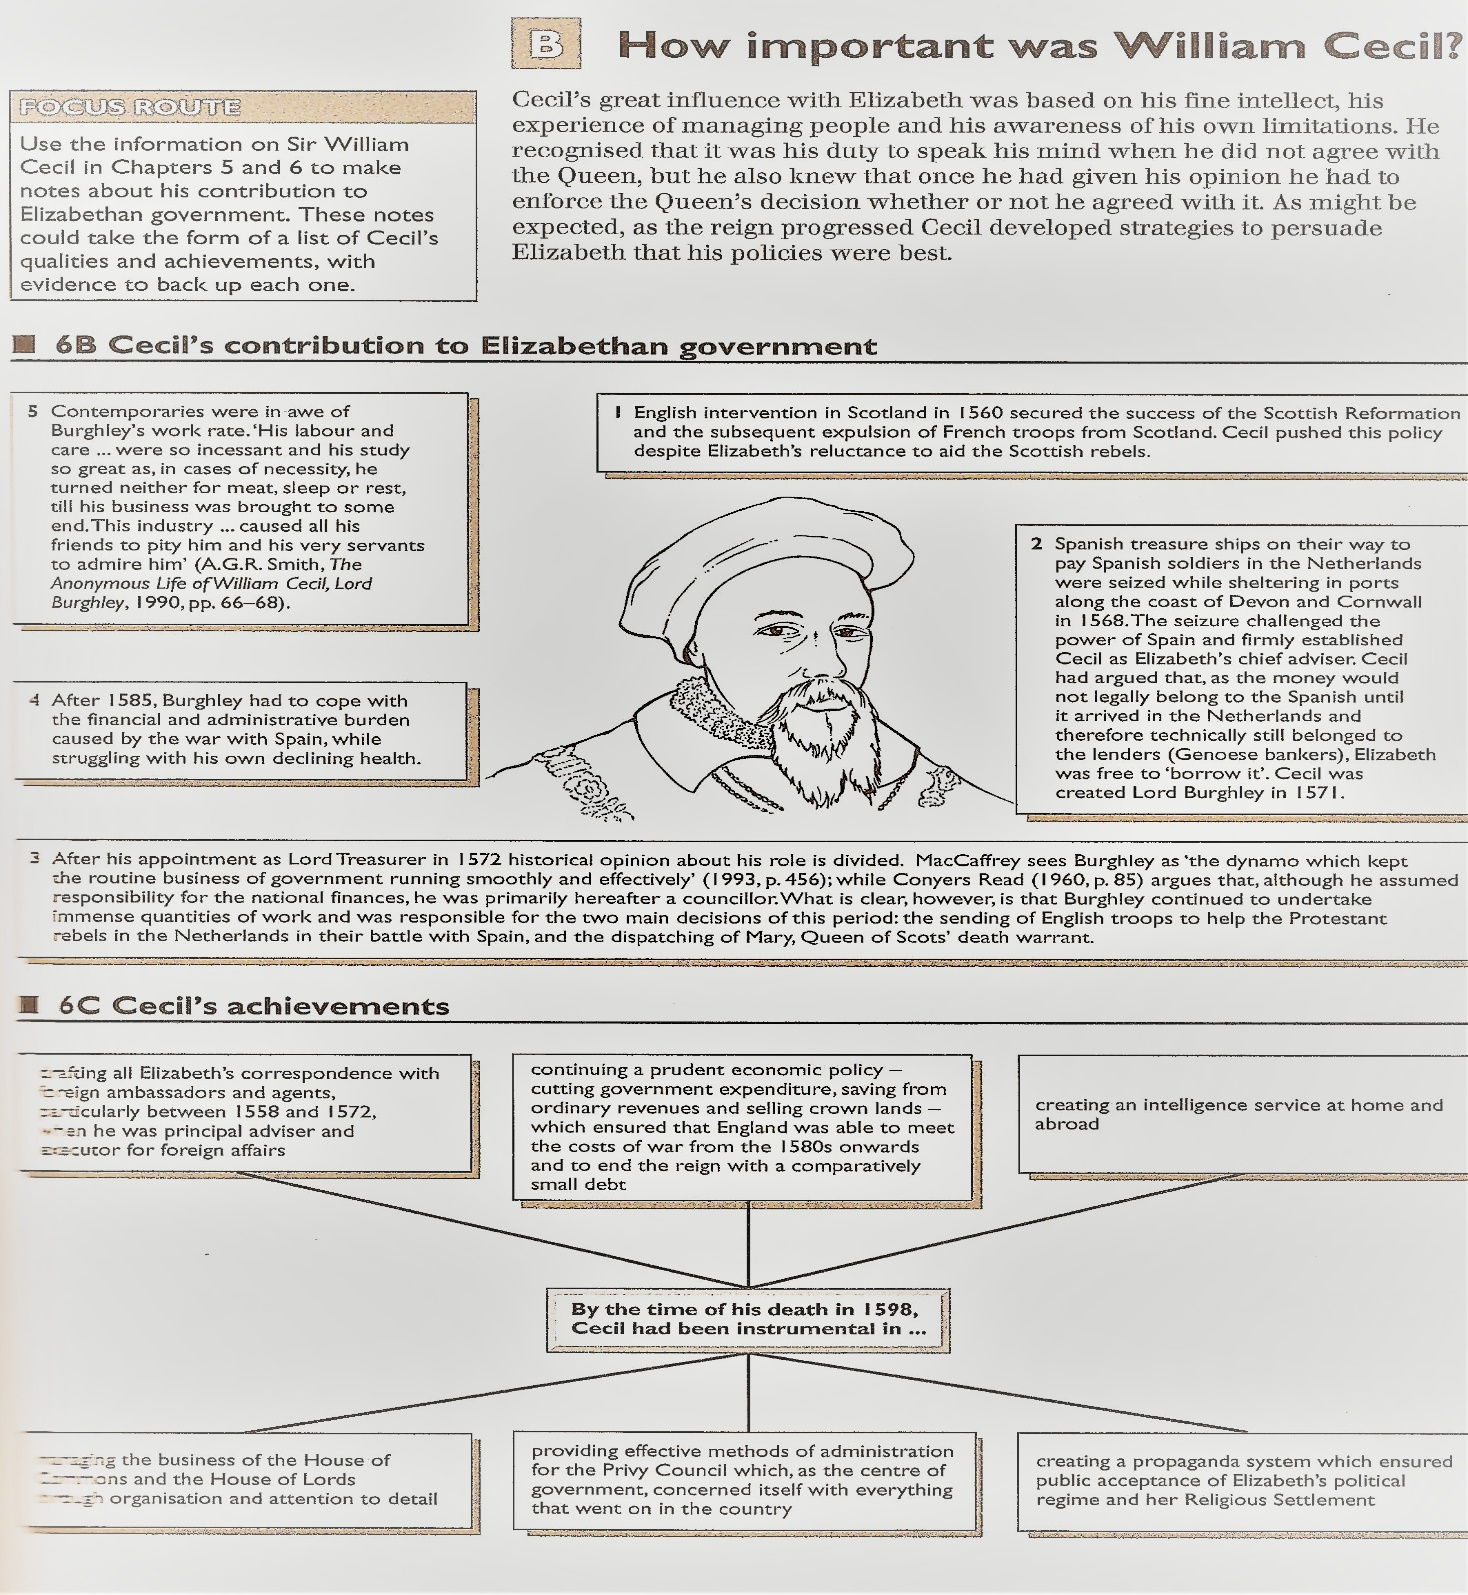 B How important was William Cecil?
FOCUS ROUTE
Use the information on Sir William
Cecil in Chapters 5 and 6 to make
notes about his contribution to
Elizabethan government. These notes
could take the form of a list of Cecil's
qualities and achievements, with
evidence to back up each one.
Cecil's great influence with Elizabeth was based on his fine intellect, his
experience of managing people and his awareness of his own limitations. He
recognised that it was his duty to speak his mind when he did not agree with
the Queen, but he also knew that once he had given his opinion he had to
enforce the Queen's decision whether or not he agreed with it. As might be
expected, as the reign progressed Cecil developed strategies to persuade
Elizabeth that his policies were best.
6B Cecil's contribution to Elizabethan government
5 Contemporaries were in awe of
Burghley's work rate. 'His labour and
care ... were so incessant and his study
so great as, in cases of necessity, he
turned neither for meat, sleep or rest,
till his business was brought to some
end. This industry ... caused all his
friends to pity him and his very servants
to admire him' (A.G.R. Smith, The
Anonymous Life of William Cecil, Lord
Burghley, 1990, pp. 66–68).
1 English intervention in Scotland in 1560 secured the success of the Scottish Reformation
and the subsequent expulsion of French troops from Scotland. Cecil pushed this policy
despite Elizabeth's reluctance to aid the Scottish rebels.
2 Spanish treasure ships on their way to
pay Spanish soldiers in the Netherlands
were seized while sheltering in ports
along the coast of Devon and Cornwall
in 1568. The seizure challenged the
power of Spain and firmly established
Cecil as Elizabeth's chief adviser. Cecil
had argued that, as the money would
not legally belong to the Spanish until
it arrived in the Netherlands and
therefore technically still belonged to
the lenders (Genoese bankers), Elizabeth
was free to 'borrow it'. Cecil was
created Lord Burghley in 1571.
4 After 1585, Burghley had to cope with
the financial and administrative burden
caused by the war with Spain, while
struggling with his own declining health.
3 After his appointment as Lord Treasurer in 1572 historical opinion about his role is divided. MacCaffrey sees Burghley as 'the dynamo which kept
the routine business of government running smoothly and effectively' (1993, p. 456); while Conyers Read (1960, p. 85) argues that, although he assumed
responsibility for the national finances, he was primarily hereafter a councillor. What is clear, however, is that Burghley continued to undertake
immense quantities of work and was responsible for the two main decisions of this period: the sending of English troops to help the Protestant
rebels in the Netherlands in their battle with Spain, and the dispatching of Mary, Queen of Scots' death warrant.
6C Cecil's achievements
all Elizabeth's correspondence with
ambassadors and agents,
particularly between 1558 and 1572,
when he was principal adviser and
executor for foreign affairs
continuing a prudent economic policy –
cutting government expenditure, saving from
ordinary revenues and selling crown lands –
which ensured that England was able to meet
the costs of war from the 1580s onwards
and to end the reign with a comparatively
small debt
creating an intelligence service at home and
abroad
By the time of his death in 1598,
Cecil had been instrumental in ...
the business of the House of
and the House of Lords
organisation and attention to detail
providing effective methods of administration
for the Privy Council which, as the centre of
government, concerned itself with everything
that went on in the country
creating a propaganda system which ensured
public acceptance of Elizabeth's political
regime and her Religious Settlement